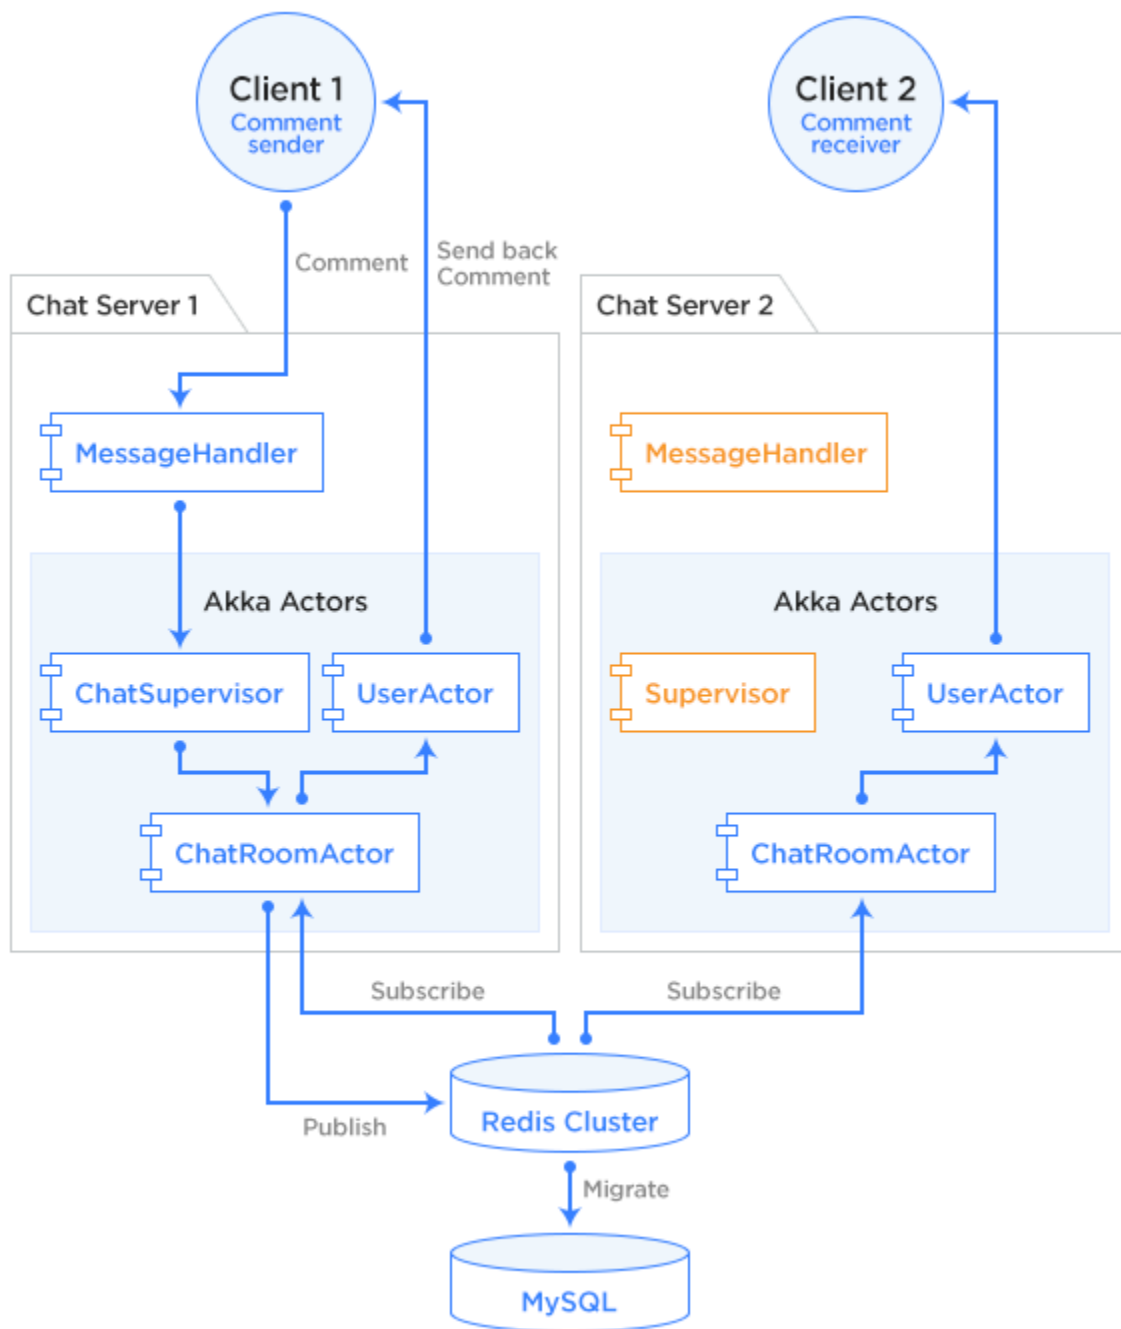 Client 1
Comment
sender
Client 2
Comment
receiver
Comment
Send back
Comment
Chat Server 1
Chat Server 2
MessageHandler
MessageHandler
Akka Actors
Akka Actors
ChatSupervisor
UserActor
Supervisor
UserActor
ChatRoomActor
ChatRoomActor
Subscribe
Subscribe
Publish
Redis Cluster
Migrate
MySQL